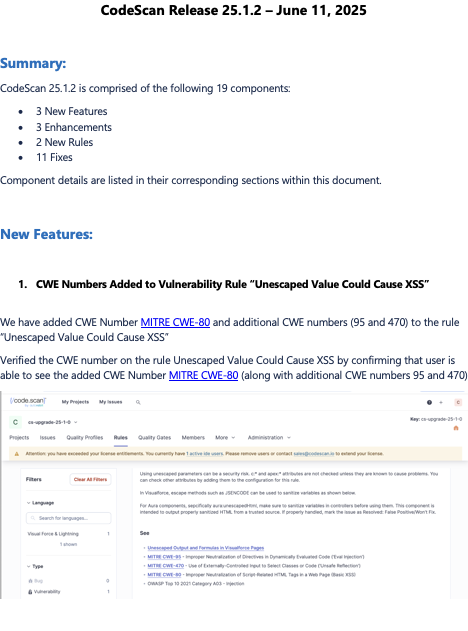 CodeScan Release 25.1.2 – June 11, 2025
Summary:
CodeScan 25.1.2 is comprised of the following 19 components:
• 3 New Features
• 3 Enhancements
• 2 New Rules
• 11 Fixes
Component details are listed in their corresponding sections within this document.
New Features:
1. CWE Numbers Added to Vulnerability Rule “Unescaped Value Could Cause XSS”
We have added CWE Number MITRE CWE-80 and additional CWE numbers (95 and 470) to the rule
“Unescaped Value Could Cause XSS”
Verified the CWE number on the rule Unescaped Value Could Cause XSS by confirming that user is
able to see the added CWE Number MITRE CWE-80 (along with additional CWE numbers 95 and 470)
{code.scan} My Projects My Issues
C cs-upgrade-25-1-0 Key: cs-upgrade-25-1-0
Projects Issues Quality Profiles Rules Quality Gates Members More Administration
Attention: you have exceeded your license entitlements. You currently have 1 active ide users. Please remove users or contact sales@codescan.io to extend your license.
Filters Clear All Filters
Language
Search for languages...
Visual Force & Lightning 1
1 shown
Type
Bug 0
Vulnerability 1
Using unescaped parameters can be a security risk, c:* and apex:* attributes are not checked unless they are known to cause problems. You
can check other attributes by adding them to the configuration for this rule.
In Visualforce, escape methods such as JSENCODE can be used to sanitize variables as shown below.
For Aura components, sepcifically aura:unescapedHtml, make sure to sanitize variables in controllers before using them. This component is
intended to output properly sanitized HTML from a trusted source. If properly handled, mark the issue as Resolved: False Positive/Won't Fix.
See
• Unescaped Output and Formulas in Visualforce Pages
• MITRE CWE-95 - Improper Neutralization of Directives in Dynamically Evaluated Code ('Eval Injection')
• MITRE CWE-470 - Use of Externally-Controlled Input to Select Classes or Code ('Unsafe Reflection')
• MITRE CWE-80 - Improper Neutralization of Script-Related HTML Tags in a Web Page (Basic XSS)
• OWASP Top 10 2021 Category A03 - Injection